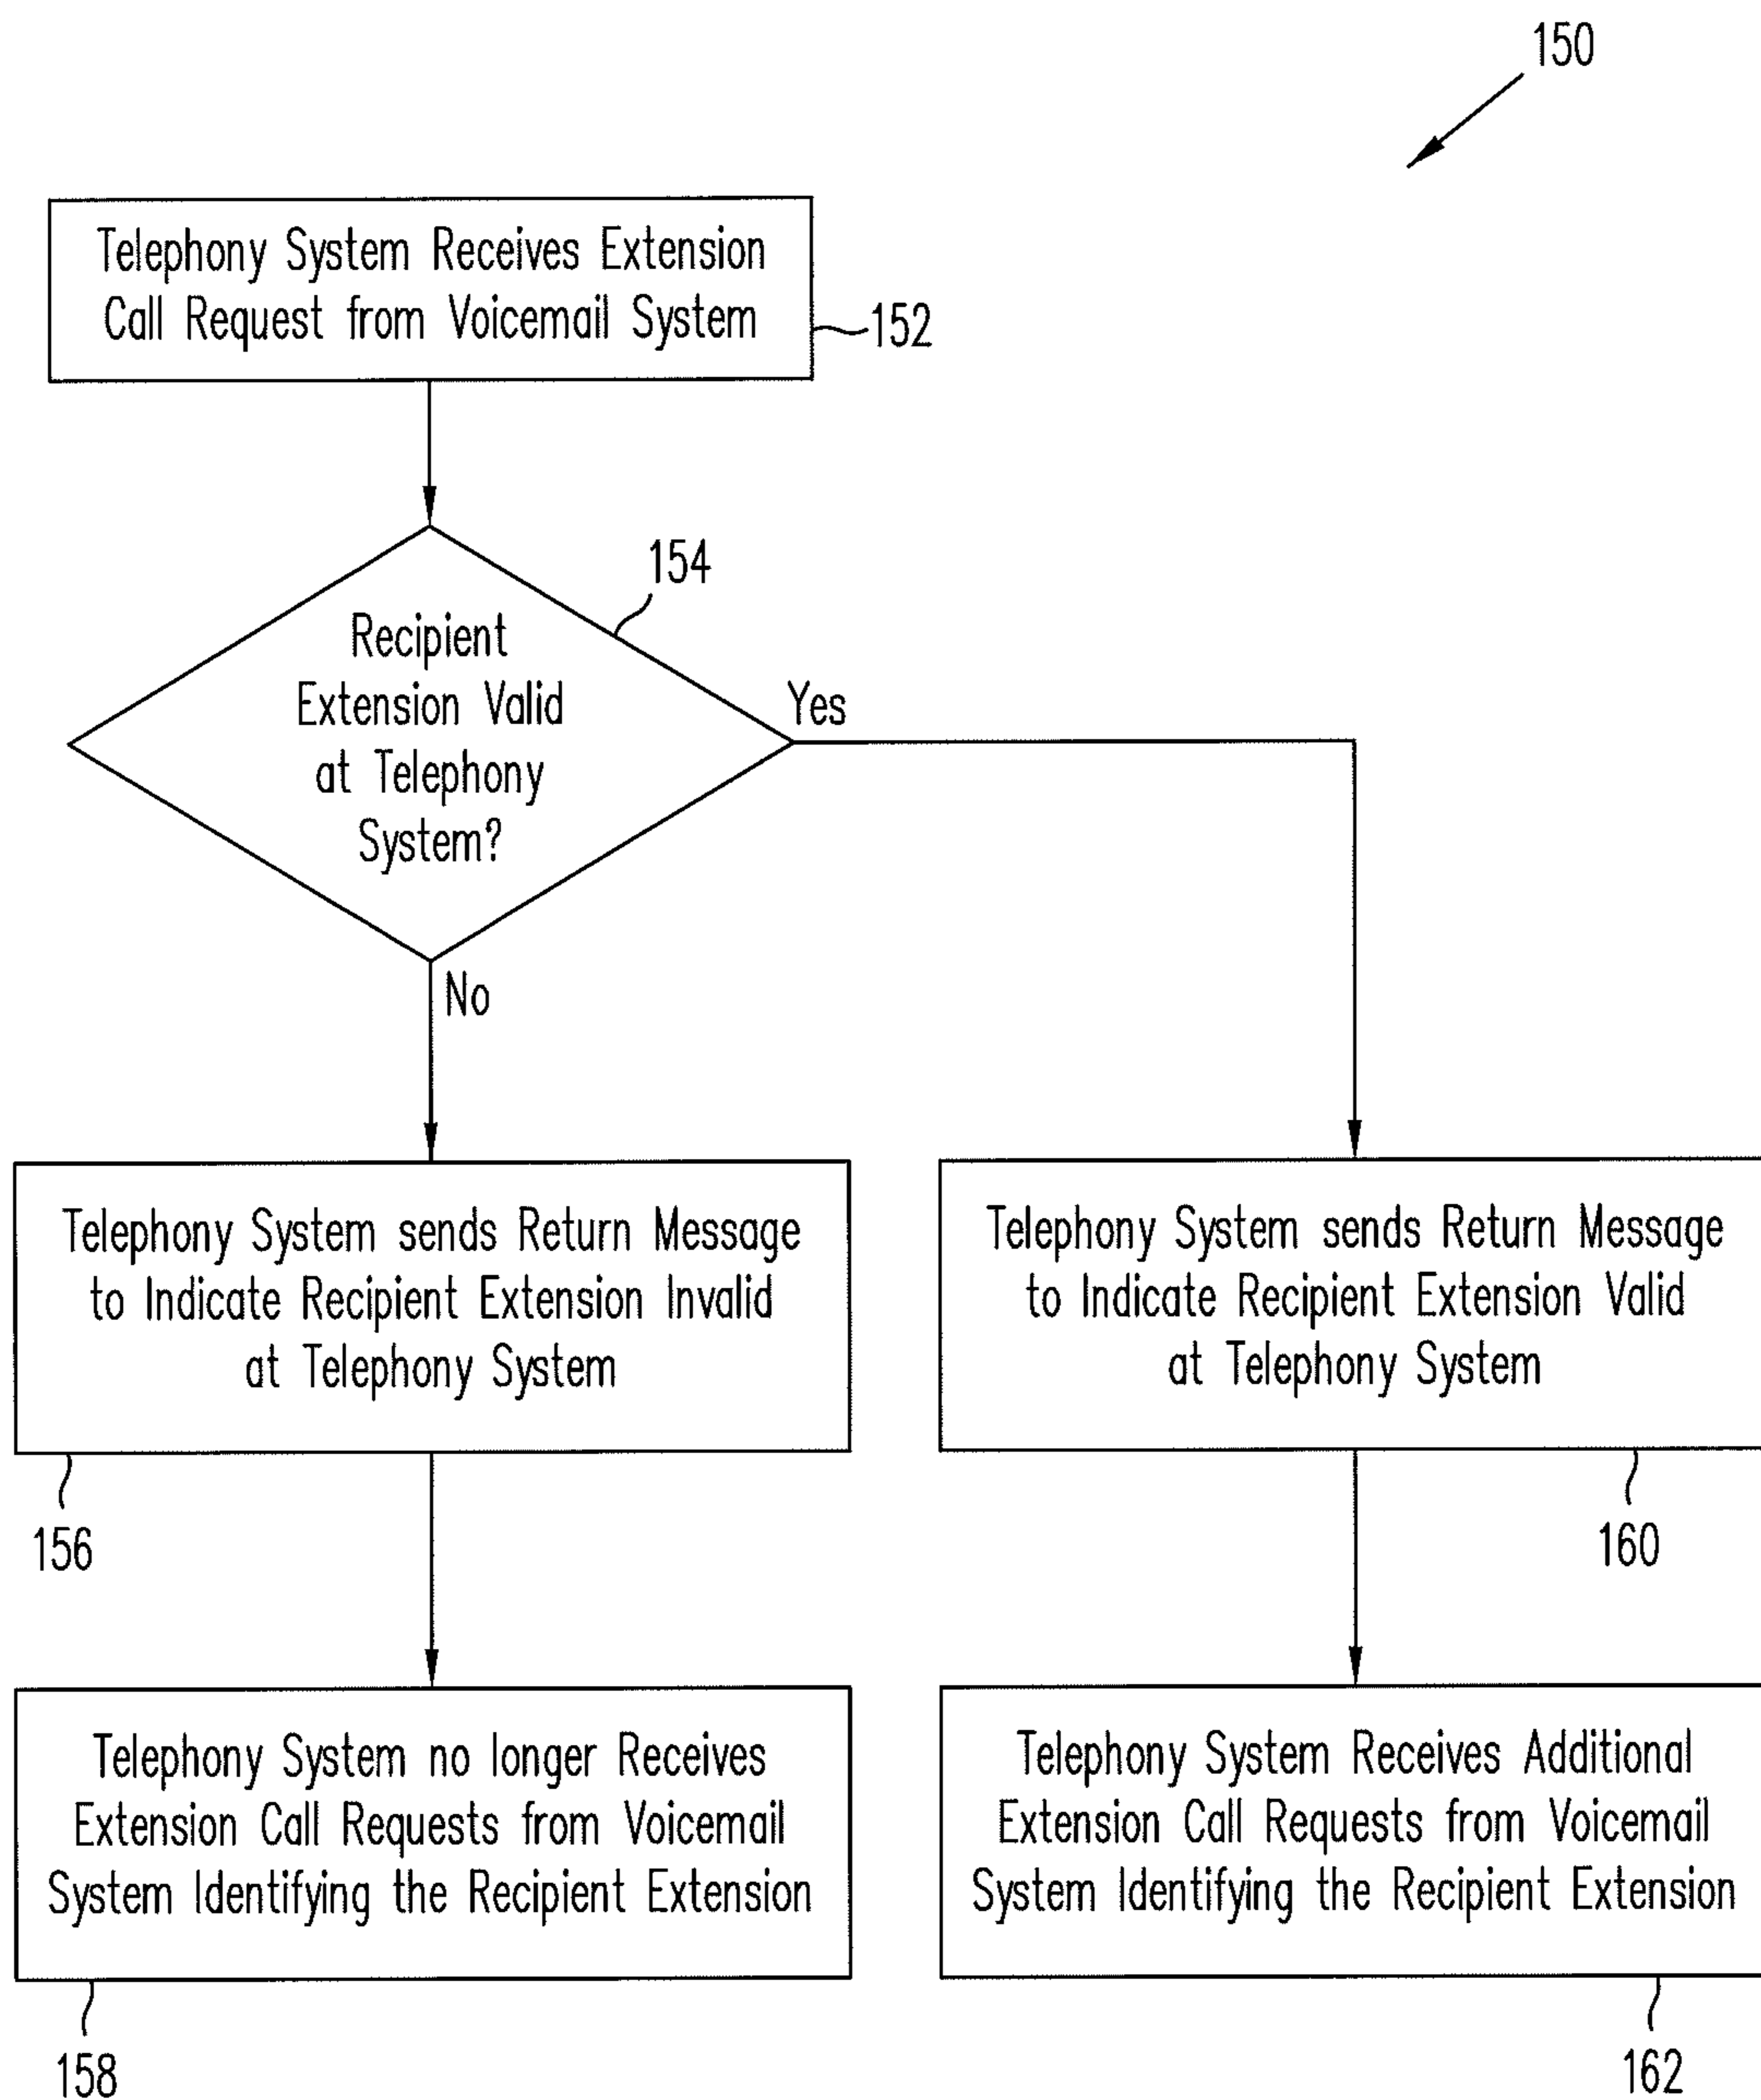 150
Telephony System Receives Extension
Call Request from Voicemail System
152
154
Recipient
Extension Valid
at Telephony
System?
Yes
No
Telephony System sends Return Message
to Indicate Recipient Extension Invalid
at Telephony System
156
Telephony System sends Return Message
to Indicate Recipient Extension Valid
at Telephony System
160
Telephony System no longer Receives
Extension Call Requests from Voicemail
System Identifying the Recipient Extension
158
Telephony System Receives Additional
Extension Call Requests from Voicemail
System Identifying the Recipient Extension
162